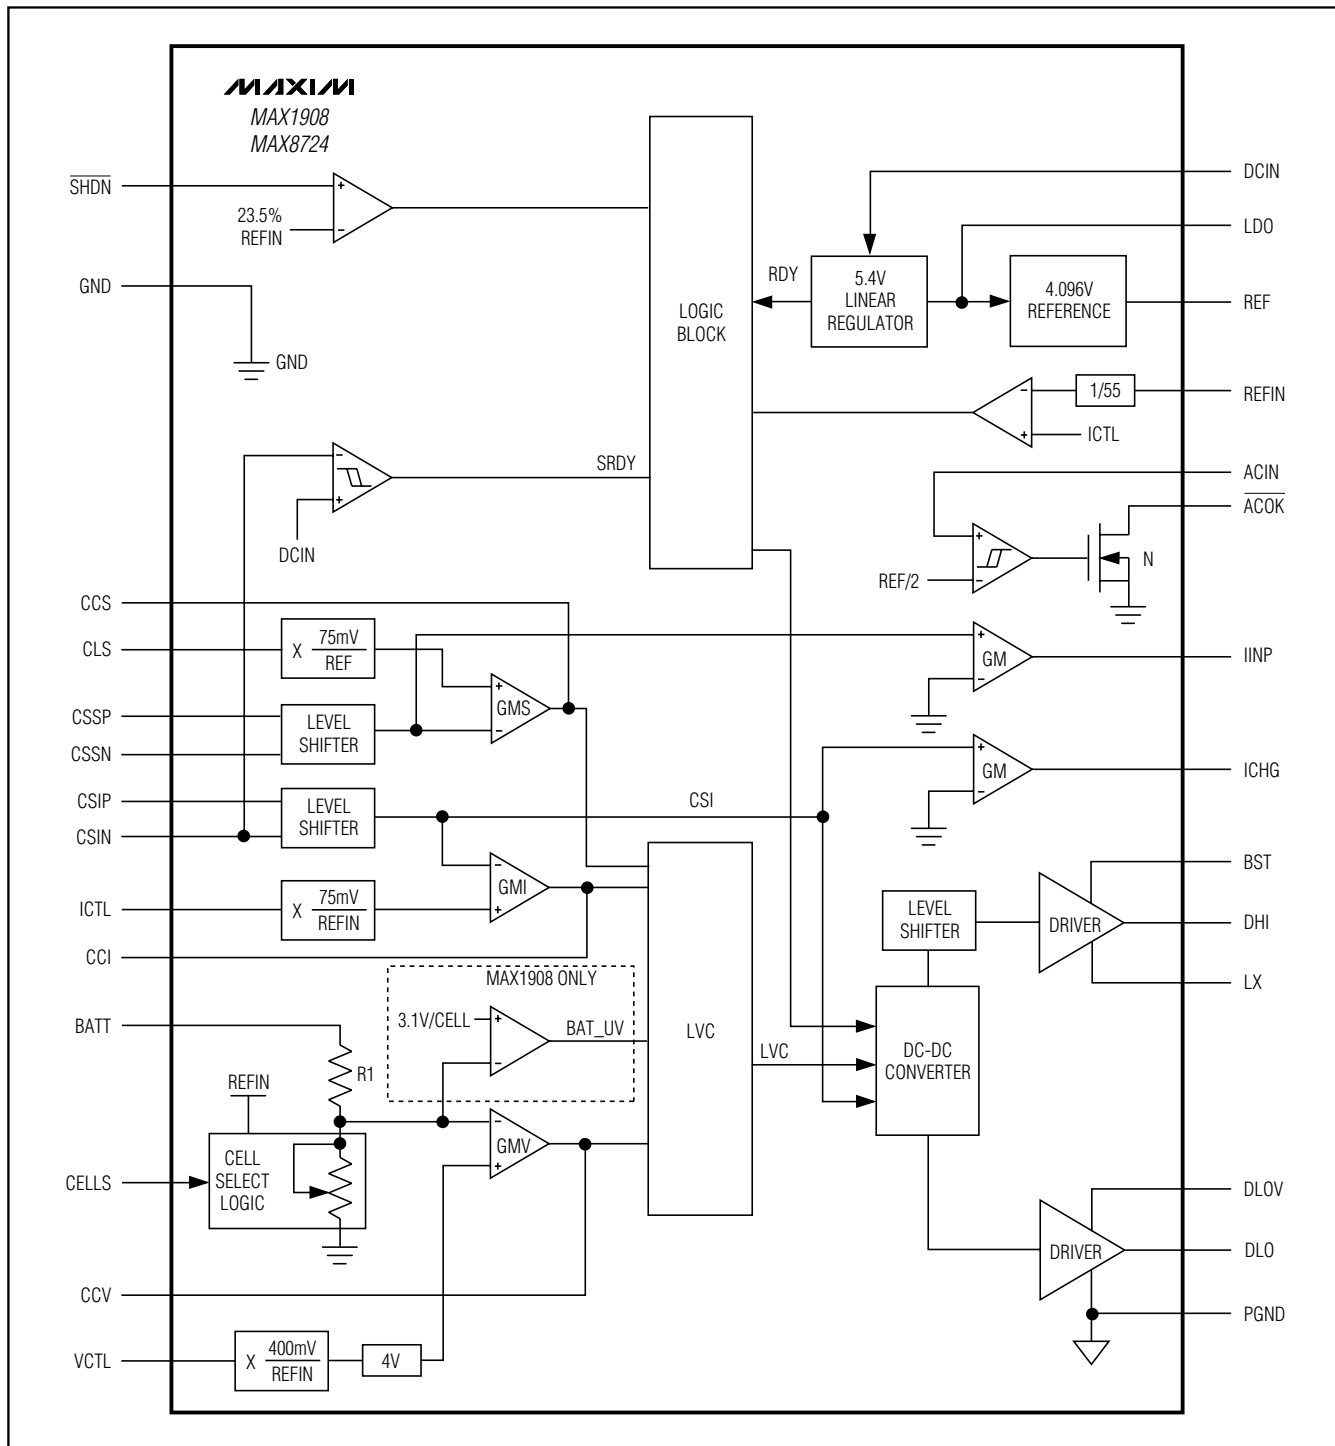 MAXIM
MAX1908
MAX8724
SHDN
23.5%
REFIN
+
-
GND
GND
LOGIC
BLOCK
RDY
5.4V
LINEAR
REGULATOR
4.096V
REFERENCE
DCIN
LDO
REF
-
+
1/55
REFIN
ICTL
-
+
SRDY
DCIN
ACIN
ACOK
+
-
REF/2
N
CCS
CLS
X 75mV
REF
CSSP
CSSN
LEVEL
SHIFTER
+
-
GMS
+
-
GM
IINP
CSIP
CSIN
LEVEL
SHIFTER
CSI
+
-
GM
ICHG
ICTL
X 75mV
REFIN
-
+
GMI
CCI
LVC
LEVEL
SHIFTER
DRIVER
BST
DHI
LX
MAX1908 ONLY
3.1V/CELL
+
-
BAT_UV
BATT
R1
REFIN
LVC
DC-DC
CONVERTER
CELLS
CELL
SELECT
LOGIC
-
+
GMV
DRIVER
DLOV
DLO
PGND
CCV
VCTL
X 400mV
REFIN
4V